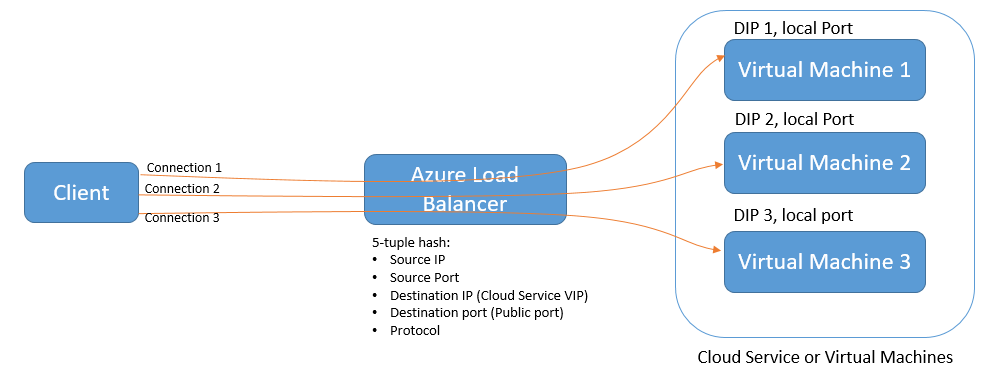 DIP 1, local Port
Virtual Machine 1
DIP 2, local Port
Virtual Machine 2
DIP 3, local port
Virtual Machine 3
Cloud Service or Virtual Machines
Client
Connection 1
Connection 2
Connection 3
Azure Load
Balancer
5-tuple hash:
• Source IP
• Source Port
• Destination IP (Cloud Service VIP)
• Destination port (Public port)
• Protocol